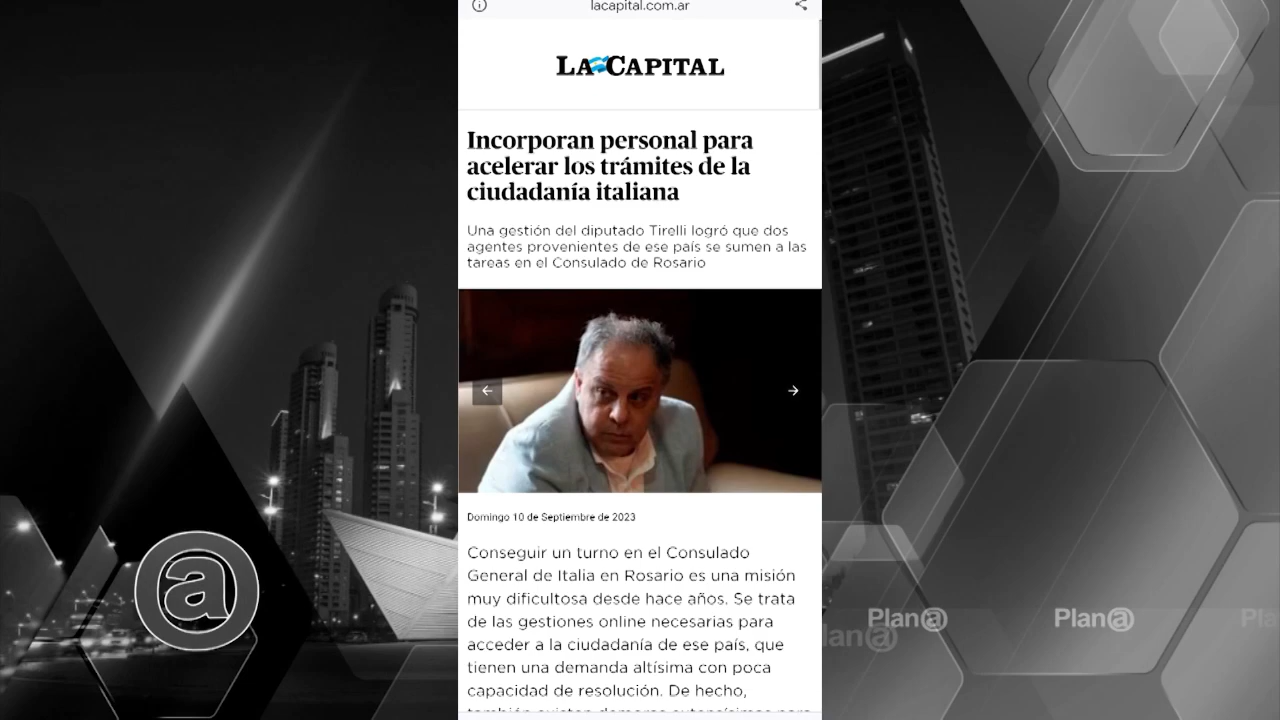 lacapital.com.ar
LA CAPITAL
Incorporan personal para
acelerar los trámites de la
ciudadanía italiana
Una gestión del diputado Tirelli logró que dos
agentes provenientes de ese país se sumen a las
tareas en el Consulado de Rosario
Domingo 10 de Septiembre de 2023
Conseguir un turno en el Consulado
General de Italia en Rosario es una misión
muy dificultosa desde hace años. Se trata
de las gestiones online necesarias para
acceder a la ciudadanía de ese país, que
tienen una demanda altísima con poca
capacidad de resolución. De hecho,
@
Plan@
Plan@
Pla
lan@